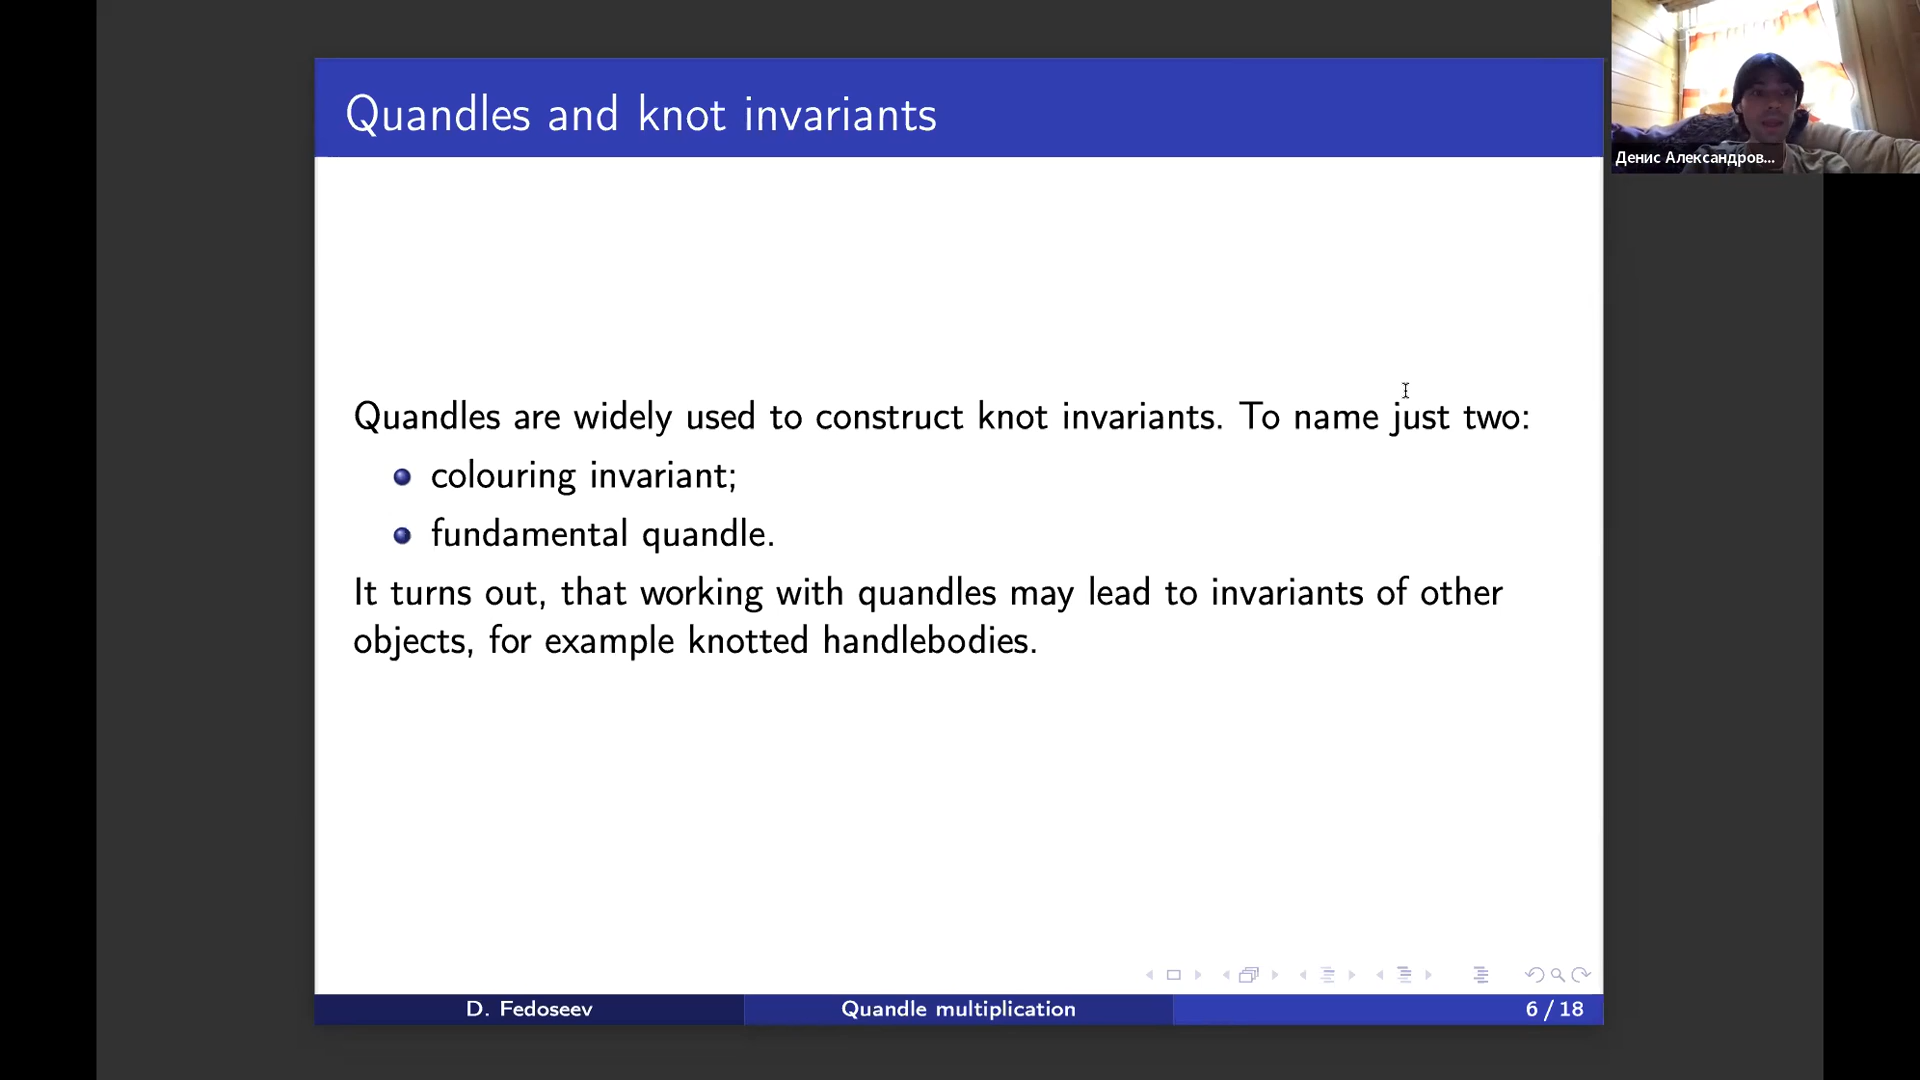 Quandles and knot invariants
Денис Александров...
Quandles are widely used to construct knot invariants. To name just two:
colouring invariant;
fundamental quandle.
It turns out, that working with quandles may lead to invariants of other
objects, for example knotted handlebodies.
D. Fedoseev
Quandle multiplication
6 / 18